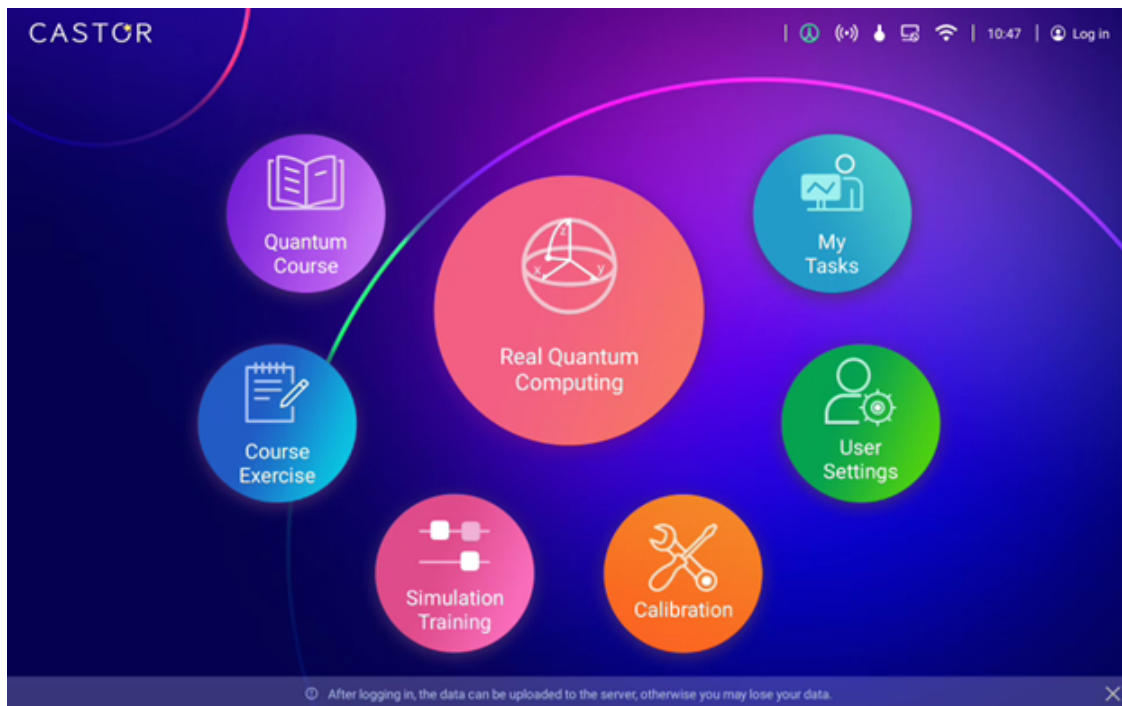 CASTOR
10:47
Log in
Quantum
Course
z
x
y
Real Quantum
Computing
My
Tasks
Course
Exercise
User
Settings
Simulation
Training
Calibration
After logging in, the data can be uploaded to the server, otherwise you may lose your data.